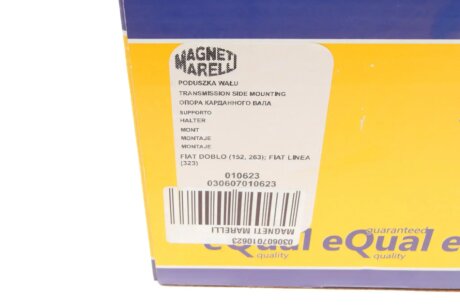 MAGNETI
MARELLI
PODUSZKA WAŁU
TRANSMISSION SIDE MOUNTING
ОПОРА КАРДАННОГО ВАЛА
SUPPORTO
HALTER
MONT
MONTAJE
MONTAJE
FIAT DOBLO (152, 263); FIAT LINEA
(323)
010623
030607010623
MAGNETI MARELLI
030607010623
guaranteed
eQual eQual e
quality quality